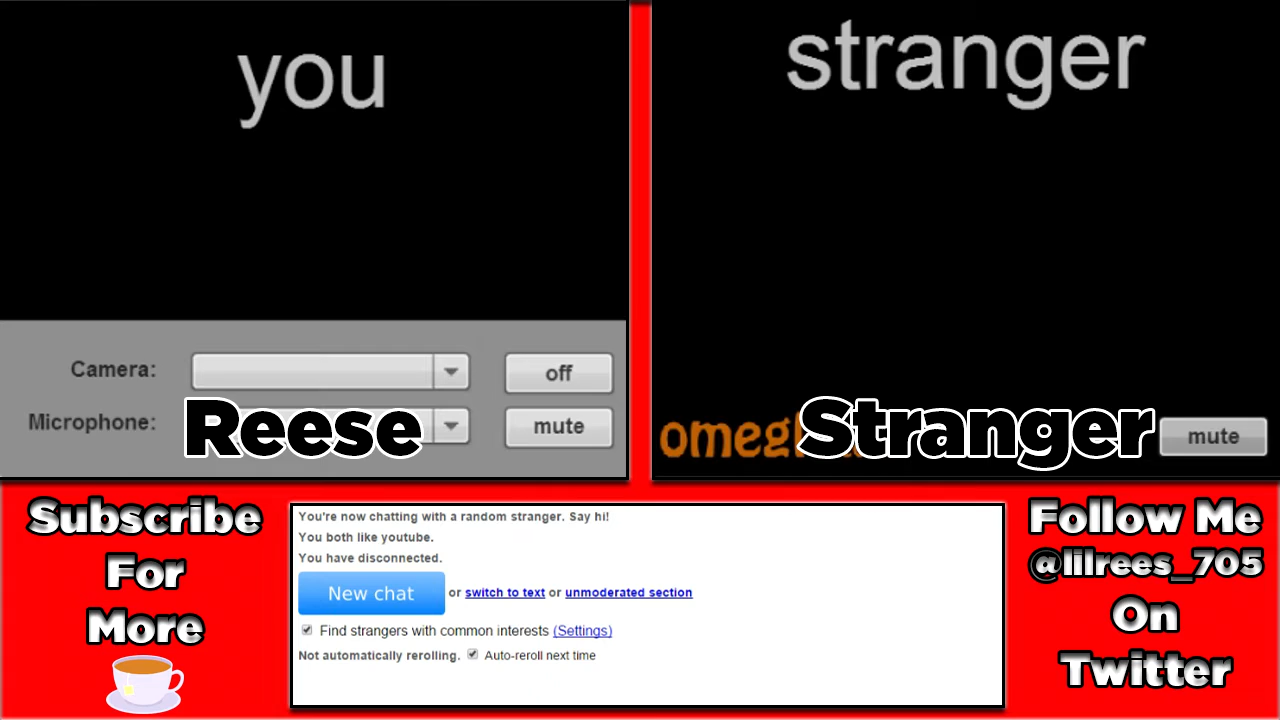 you
stranger
Camera:
off
Microphone:
mute
Reese
Stranger
mute
Subscribe
For
More
You're now chatting with a random stranger. Say hi!
You both like youtube.
You have disconnected.
New chat or switch to text or unmoderated section
Find strangers with common interests (Settings)
Not automatically rerolling. Auto-reroll next time
Follow Me
@lilrees_705
On
Twitter